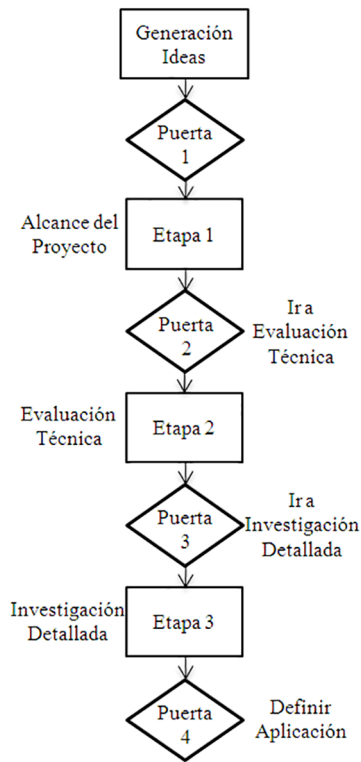 Generación
Ideas
Puerta
1
Alcance del
Proyecto
Etapa 1
Puerta
2
Ir a
Evaluación
Técnica
Evaluación
Técnica
Etapa 2
Puerta
3
Ir a
Investigación
Detallada
Investigación
Detallada
Etapa 3
Puerta
4
Definir
Aplicación